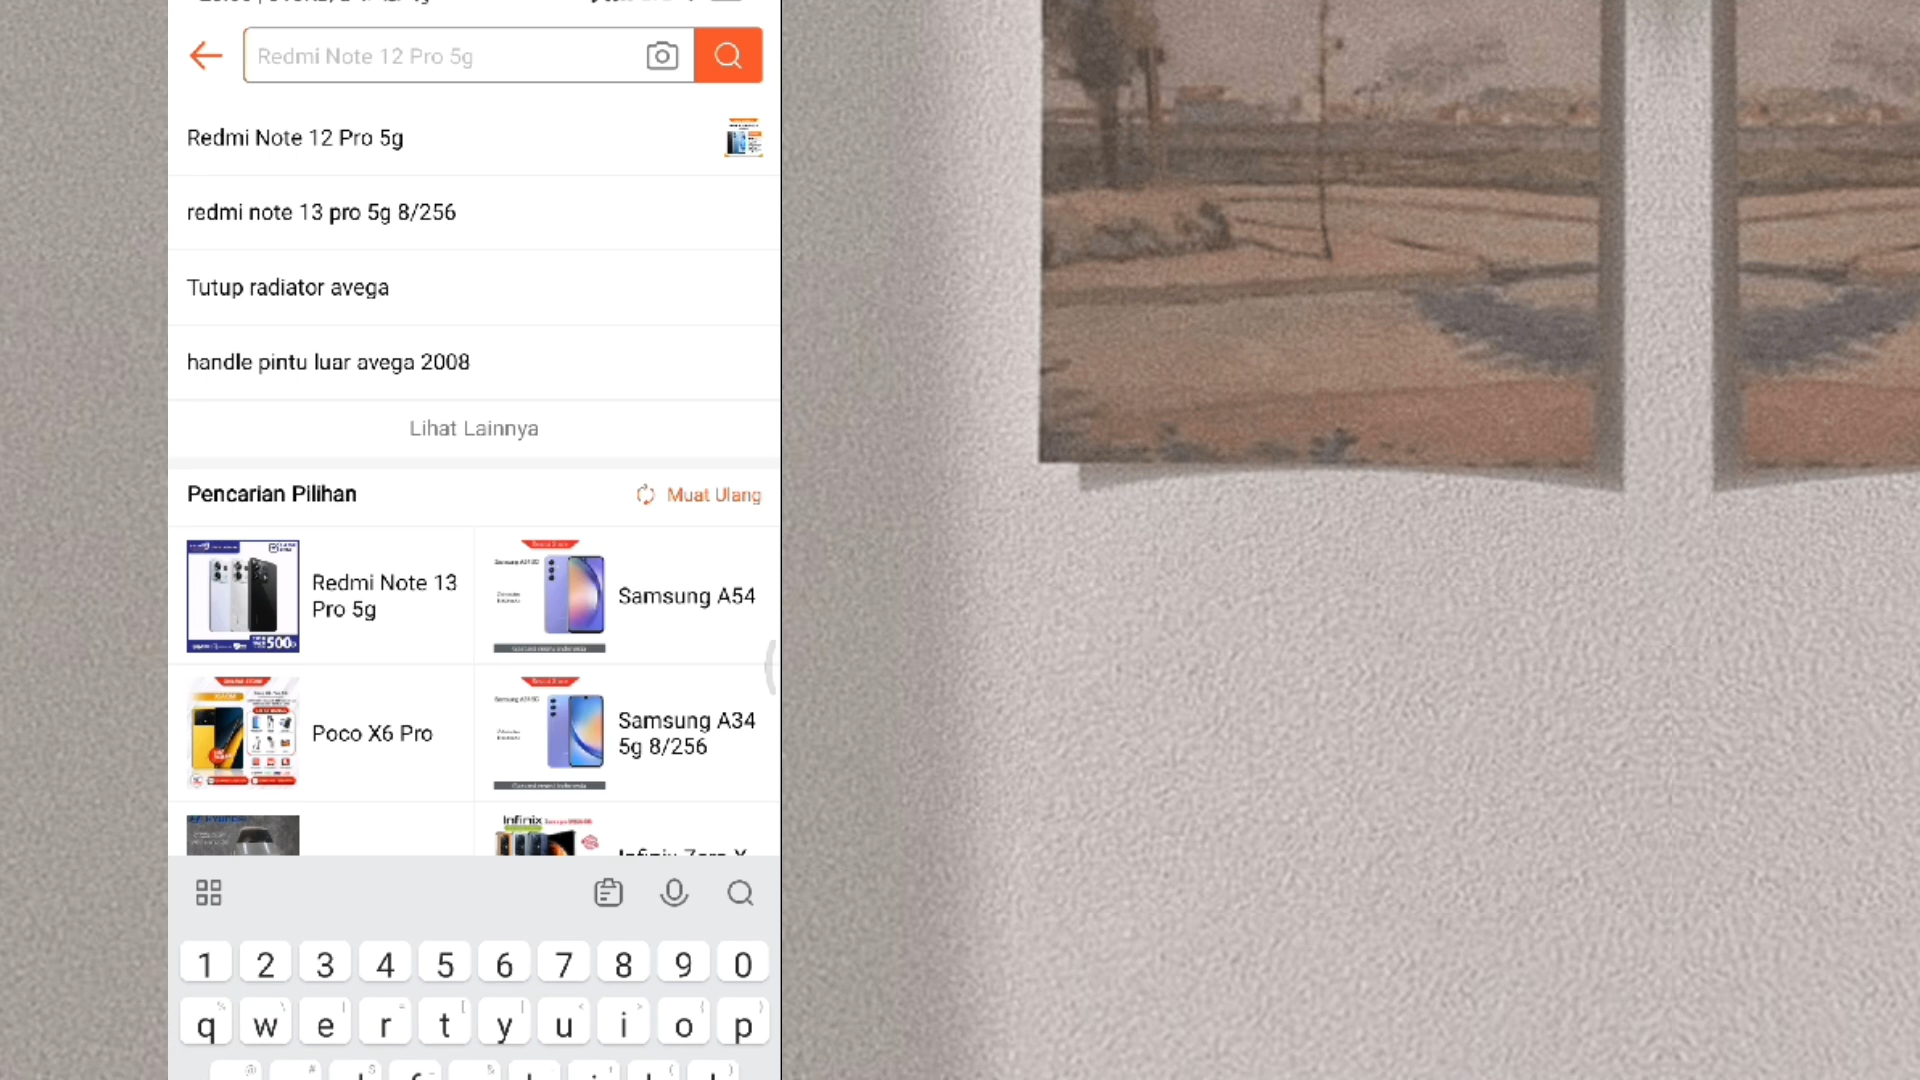 Redmi Note 12 Pro 5g
Redmi Note 12 Pro 5g
redmi note 13 pro 5g 8/256
Tutup radiator avega
handle pintu luar avega 2008
Lihat Lainnya
Pencarian Pilihan
Muat Ulang
Redmi Note 13
Pro 5g
500
Samsung A54
Poco X6 Pro
Samsung A34
5g 8/256
Infinix
1 2 3 4 5 6 7 8 9 0
q w e r t y u i o p